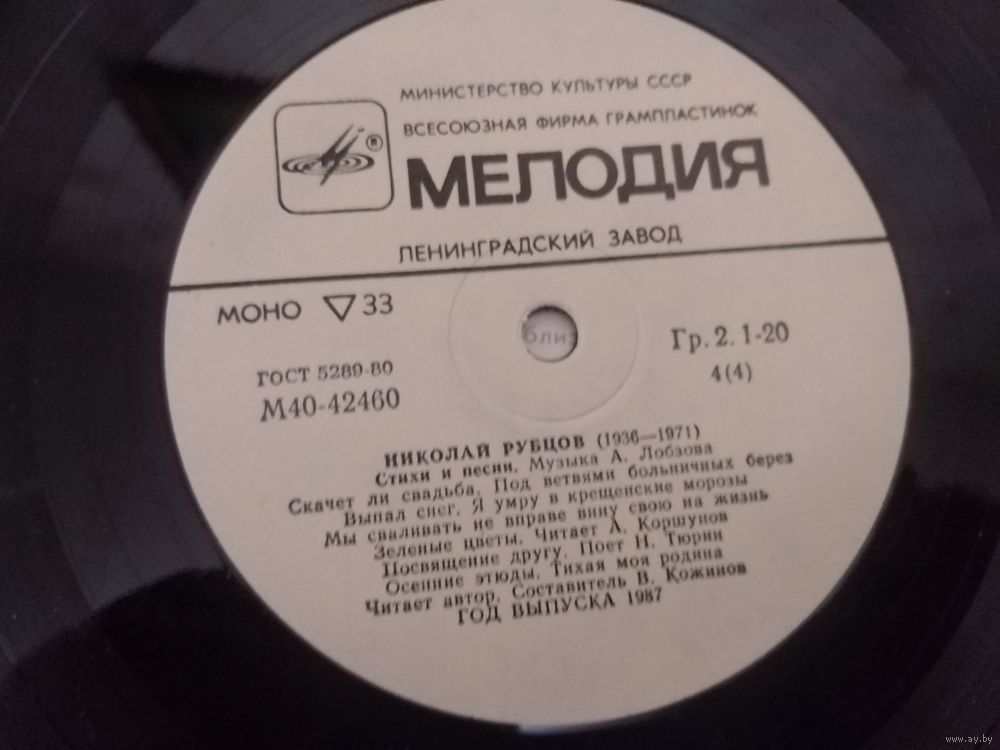 МИНИСТЕРСТВО КУЛЬТУРЫ СССР
ВСЕСОЮЗНАЯ ФИРМА ГРАМПЛАСТИНОК
МЕЛОДИЯ
®
ЛЕНИНГРАДСКИЙ ЗАВОД
МОНО 33
Гр. 2. 1-20
ГОСТ 5289-80
4(4)
М40-42460
НИКОЛАЙ РУБЦОВ (1936—1971)
Стихи и песни. Музыка А. Лобзова
Скачет ли свадьба. Под ветвями больничных берез
Выпал снег. Я умру в крещенские морозы
Мы сваливать не вправе вину свою на жизнь
Зеленые цветы. Читает А. Коршунов
Посвящение другу. Поет Н. Тюрин
Осенние этюды. Тихая моя родина
Читает автор. Составитель В. Кожинов
ГОД ВЫПУСКА 1987
www.ay.by